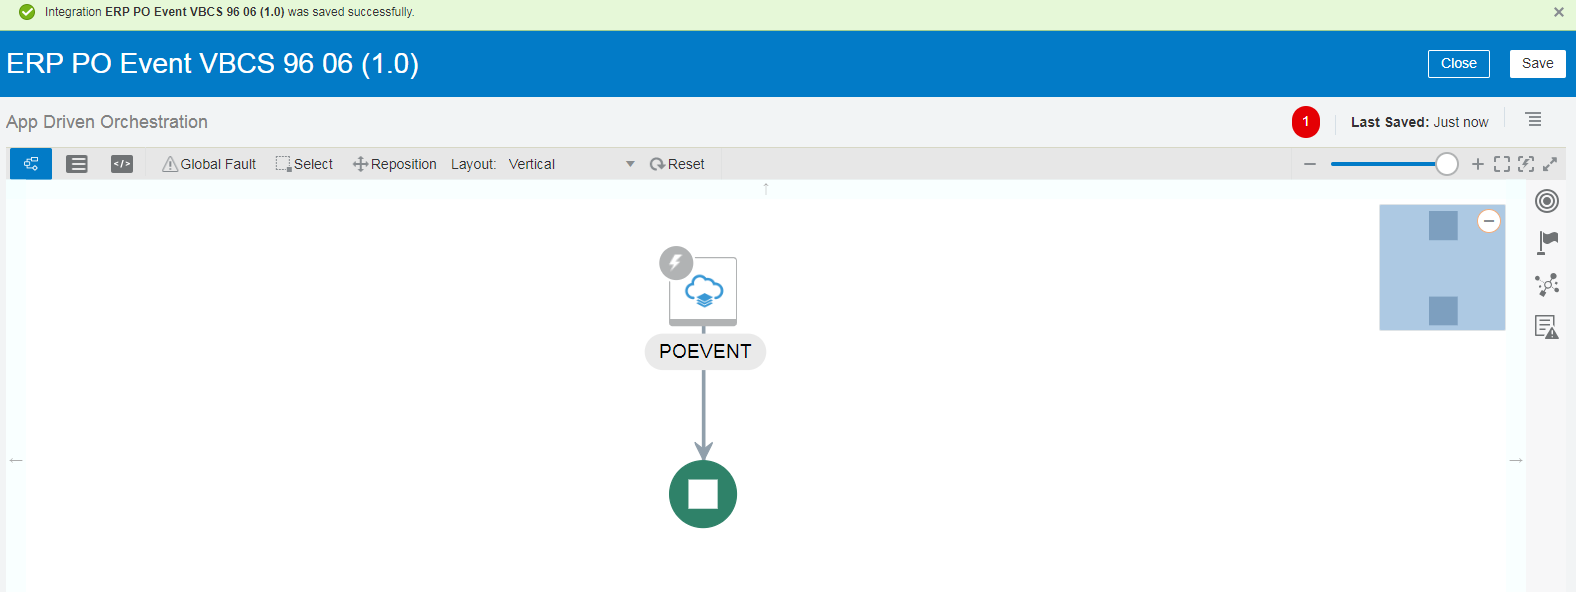 Integration ERP PO Event VBCS 96 06 (1.0) was saved successfully.
ERP PO Event VBCS 96 06 (1.0)
Close
Save
App Driven Orchestration
1
Last Saved: Just now
</>
Global Fault
Select
Reposition
Layout: Vertical
Reset
POEVENT